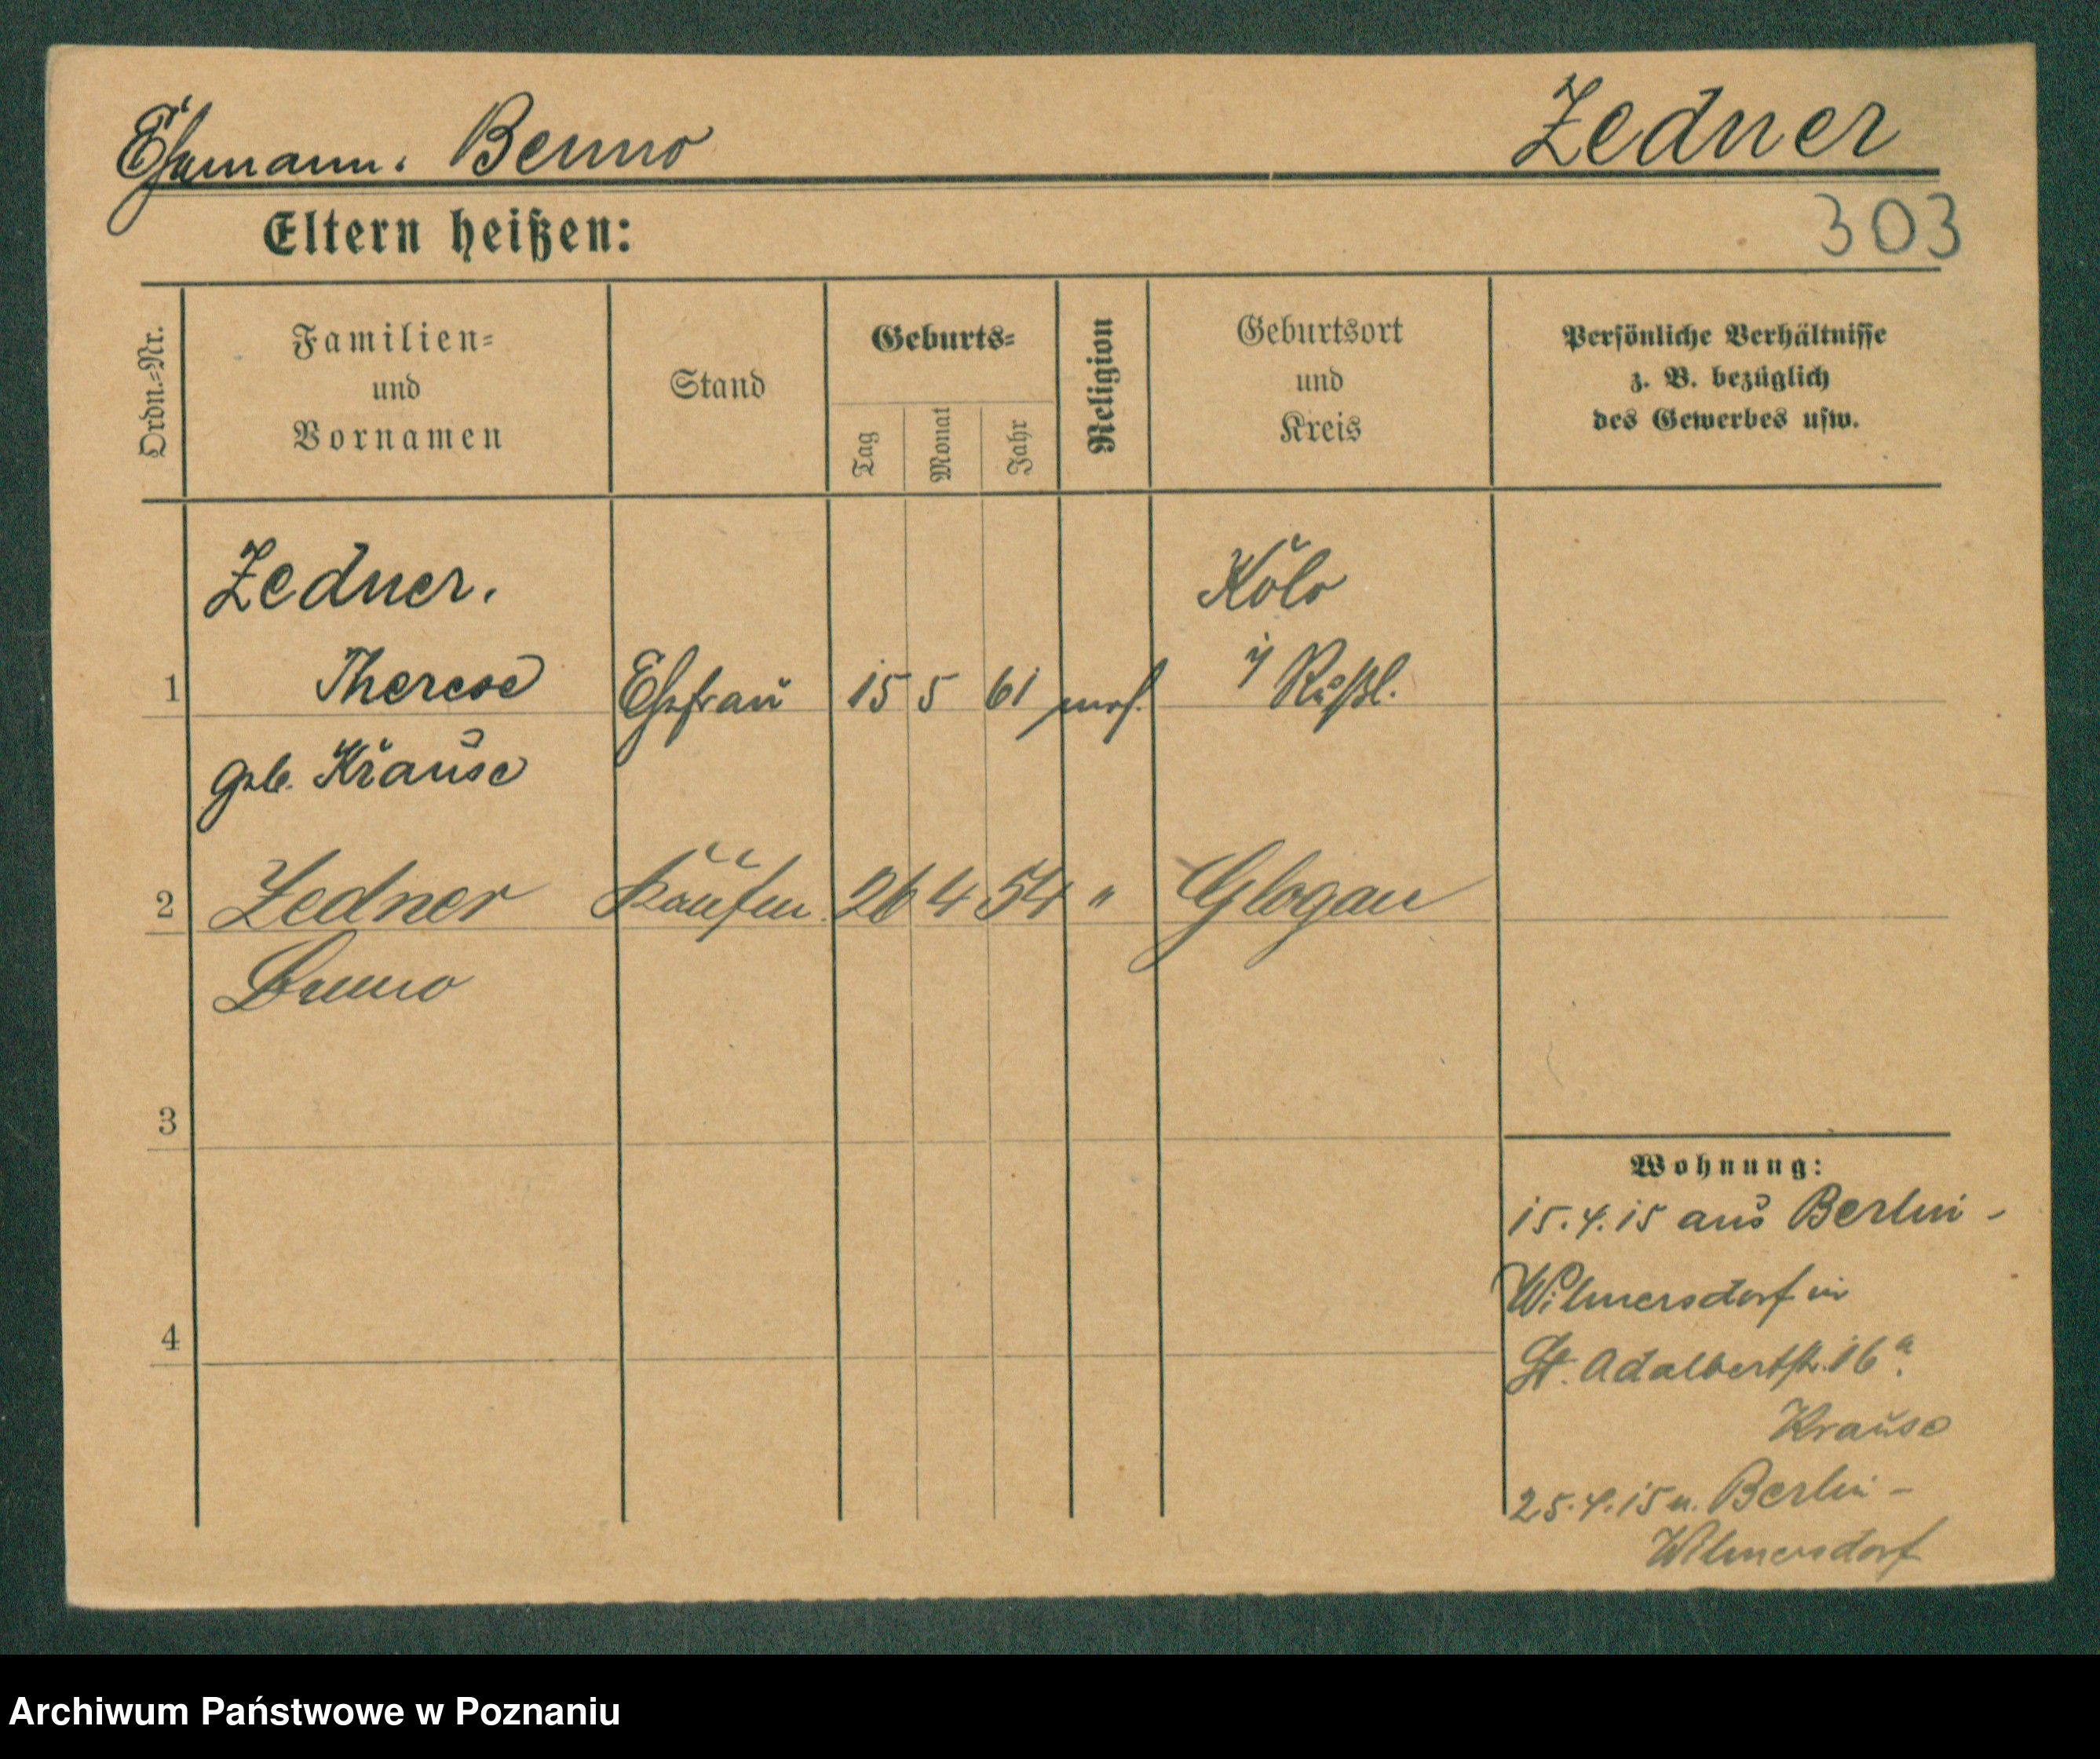 Ehemann. Benno Zedner
303
Eltern heißen:
Ordn.=Nr.
Familien=
und
Vornamen
Stand
Geburts=
Tag
Monat
Jahr
Religion
Geburtsort
und
Kreis
Persönliche Verhältnisse
z. B. bezüglich
des Gewerbes usw.
Zedner. Kolo
1 Therese Ehefrau 15 5 61 mos. i/ Rußl.
geb. Krause
2 Zedner Kaufm. 26 4 54 " Glogau
Benno
3
4
Wohnung:
15.4.15 aus Berlin -
Wilmersdorf in
St. Adalbertstr. 16a.
Krause
25.4.15 n. Berlin -
Wilmersdorf
Archiwum Państwowe w Poznaniu